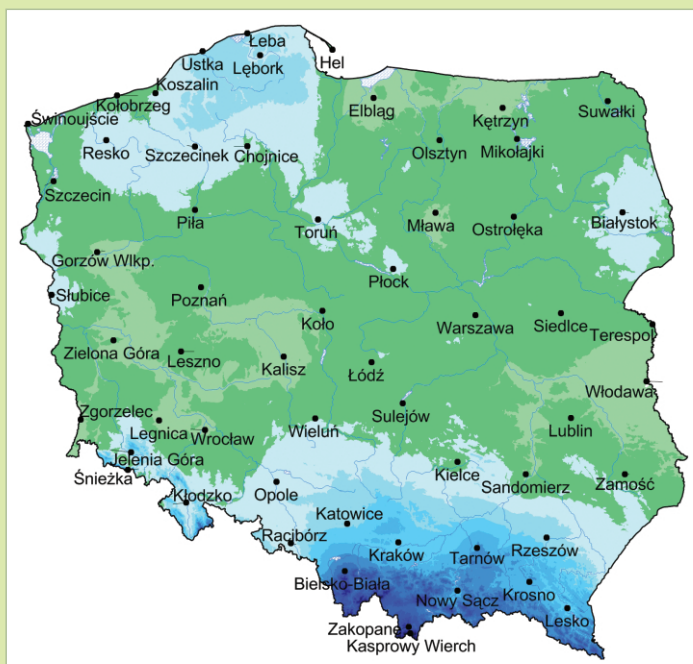 Łeba
Ustka
Lębork
Hel
Koszalin
Kołobrzeg
Elbląg
Kętrzyn
Suwałki
Świnoujście
Resko
Szczecinek
Chojnice
Olsztyn
Mikołajki
Szczecin
Piła
Toruń
Mława
Ostrołęka
Białystok
Gorzów Wlkp.
Płock
Słubice
Poznań
Koło
Warszawa
Siedlce
Terespol
Zielona Góra
Leszno
Kalisz
Łódź
Włodawa
Zgorzelec
Legnica
Wrocław
Wieluń
Sulejów
Lublin
Jelenia Góra
Śnieżka
Kłodzko
Opole
Kielce
Sandomierz
Zamość
Katowice
Racibórz
Kraków
Tarnów
Rzeszów
Bielsko-Biała
Nowy Sącz
Krosno
Lesko
Zakopane
Kasprowy Wierch